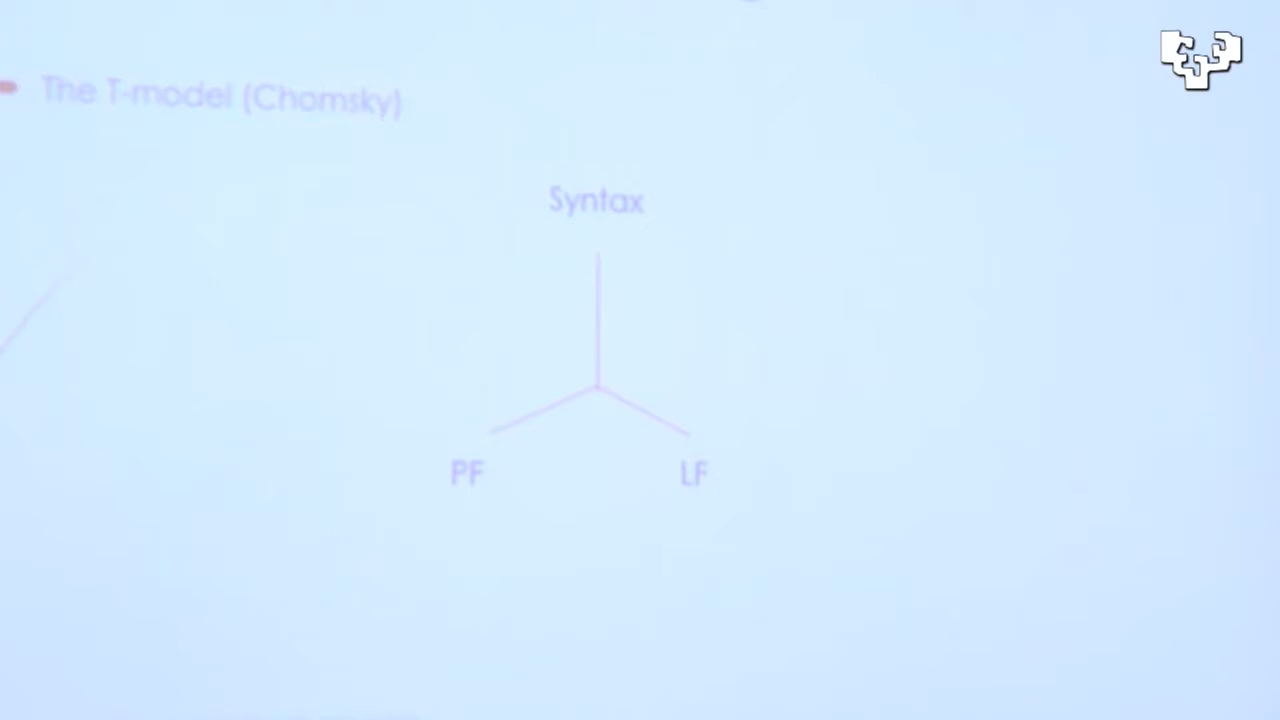 The T-model (Chomsky)
Syntax
PF LF